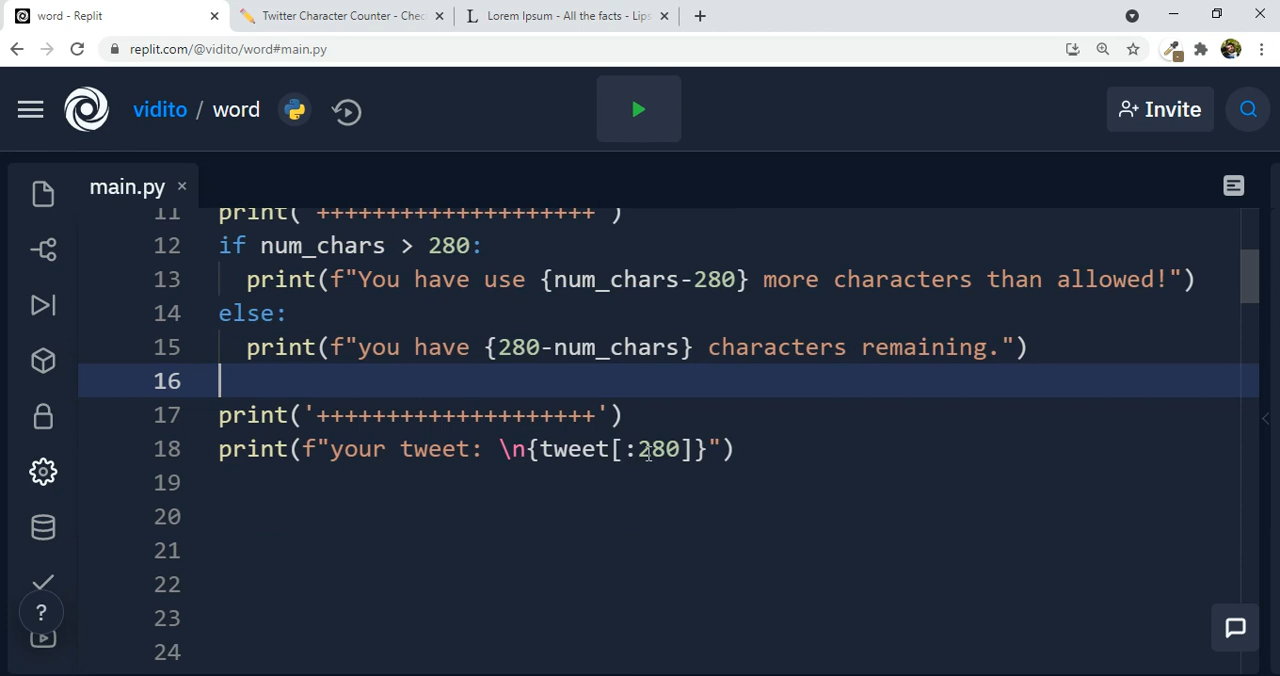 word - Replit
Twitter Character Counter - Chec
Lorem Ipsum - All the facts - Lips
replit.com/@vidito/word#main.py
vidito / word
Invite
main.py
11 print('++++++++++++++++++++')
12 if num_chars > 280:
13 print(f"You have use {num_chars-280} more characters than allowed!")
14 else:
15 print(f"you have {280-num_chars} characters remaining.")
16
17 print('++++++++++++++++++++')
18 print(f"your tweet: \n{tweet[:280]}")
19
20
21
22
23
24
?